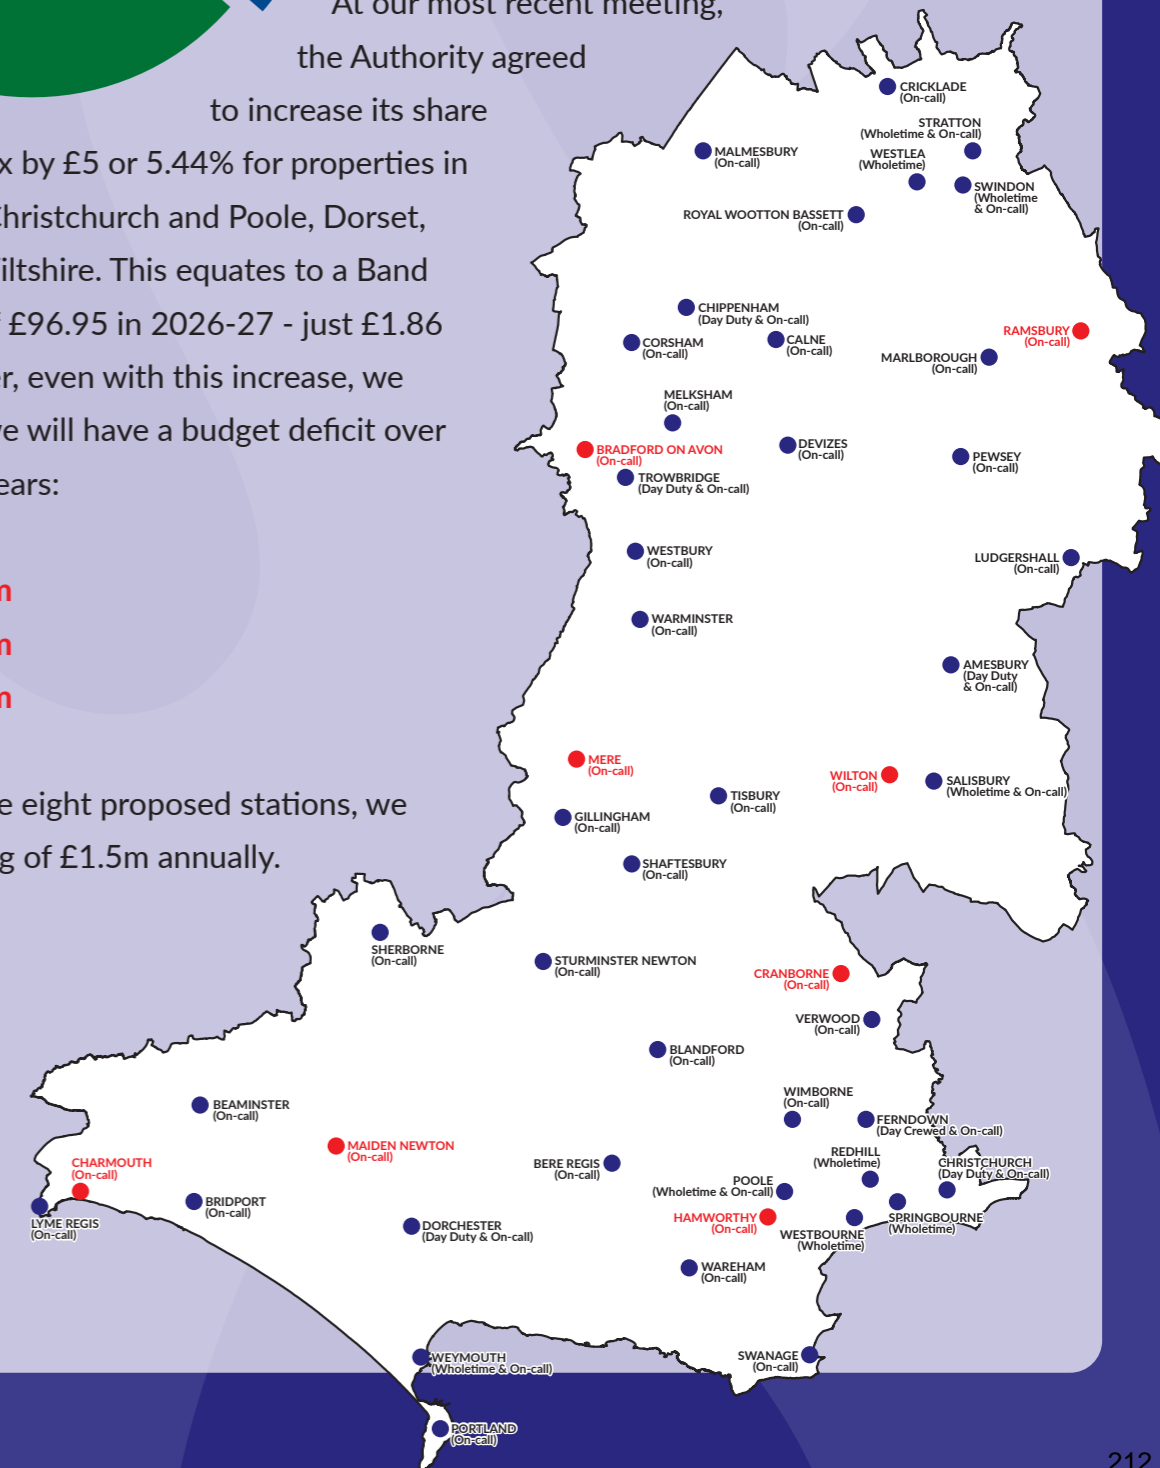 At our most recent meeting,
the Authority agreed
to increase its share
x by £5 or 5.44% for properties in
Christchurch and Poole, Dorset,
Wiltshire. This equates to a Band
£96.95 in 2026-27 - just £1.86
er, even with this increase, we
we will have a budget deficit over
ears:
m
m
m
e eight proposed stations, we
g of £1.5m annually.
CRICKLADE
(On-call)
STRATTON
(Wholetime & On-call)
MALMESBURY
(On-call)
WESTLEA
(Wholetime)
SWINDON
(Wholetime
& On-call)
ROYAL WOOTTON BASSETT
(On-call)
CHIPPENHAM
(Day Duty & On-call)
RAMSBURY
(On-call)
CORSHAM
(On-call)
CALNE
(On-call)
MARLBOROUGH
(On-call)
MELKSHAM
(On-call)
BRADFORD ON AVON
(On-call)
DEVIZES
(On-call)
PEWSEY
(On-call)
TROWBRIDGE
(Day Duty & On-call)
WESTBURY
(On-call)
LUDGERSHALL
(On-call)
WARMINSTER
(On-call)
AMESBURY
(Day Duty
& On-call)
MERE
(On-call)
WILTON
(On-call)
SALISBURY
(Wholetime & On-call)
TISBURY
(On-call)
GILLINGHAM
(On-call)
SHAFTESBURY
(On-call)
SHERBORNE
(On-call)
STURMINSTER NEWTON
(On-call)
CRANBORNE
(On-call)
VERWOOD
(On-call)
BLANDFORD
(On-call)
WIMBORNE
(On-call)
BEAMINSTER
(On-call)
FERNDOWN
(Day Crewed & On-call)
MAIDEN NEWTON
(On-call)
REDHILL
(Wholetime)
CHARMOUTH
(On-call)
BERE REGIS
(On-call)
CHRISTCHURCH
(Day Duty & On-call)
POOLE
(Wholetime & On-call)
BRIDPORT
(On-call)
LYME REGIS
(On-call)
HAMWORTHY
(On-call)
SPRINGBOURNE
(Wholetime)
DORCHESTER
(Day Duty & On-call)
WESTBOURNE
(Wholetime)
WAREHAM
(On-call)
WEYMOUTH
(Wholetime & On-call)
SWANAGE
(On-call)
PORTLAND
(On-call)
212